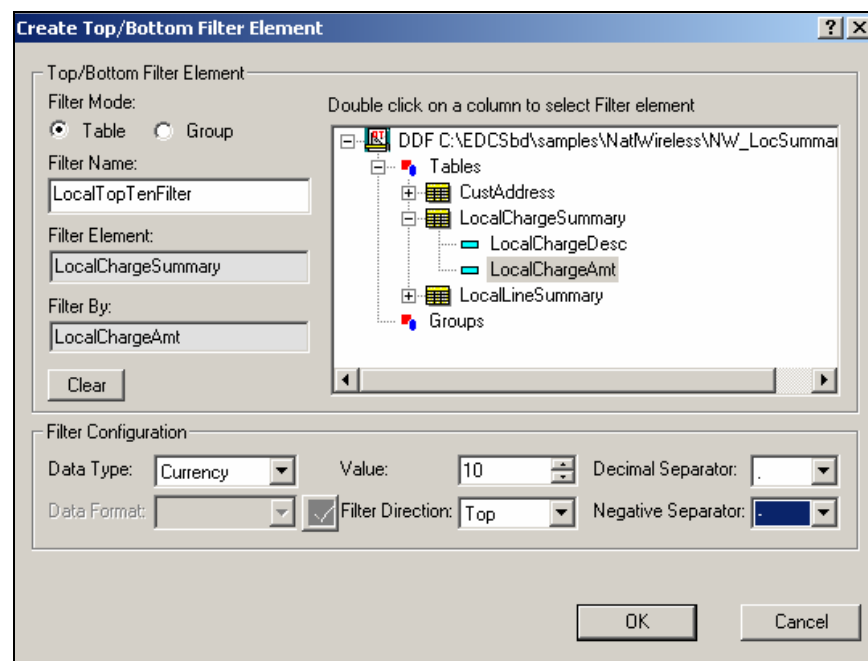 Create Top/Bottom Filter Element
Top/Bottom Filter Element
Filter Mode:
Table
Group
Filter Name:
LocalTopTenFilter
Filter Element:
LocalChargeSummary
Filter By:
LocalChargeAmt
Clear
Double click on a column to select Filter element
DDF C:\EDCSbd\samples\NatlWireless\NW_LocSummar
Tables
CustAddress
LocalChargeSummary
LocalChargeDesc
LocalChargeAmt
LocalLineSummary
Groups
Filter Configuration
Data Type: Currency
Value: 10
Decimal Separator: .
Data Format:
Filter Direction: Top
Negative Separator: -
OK
Cancel